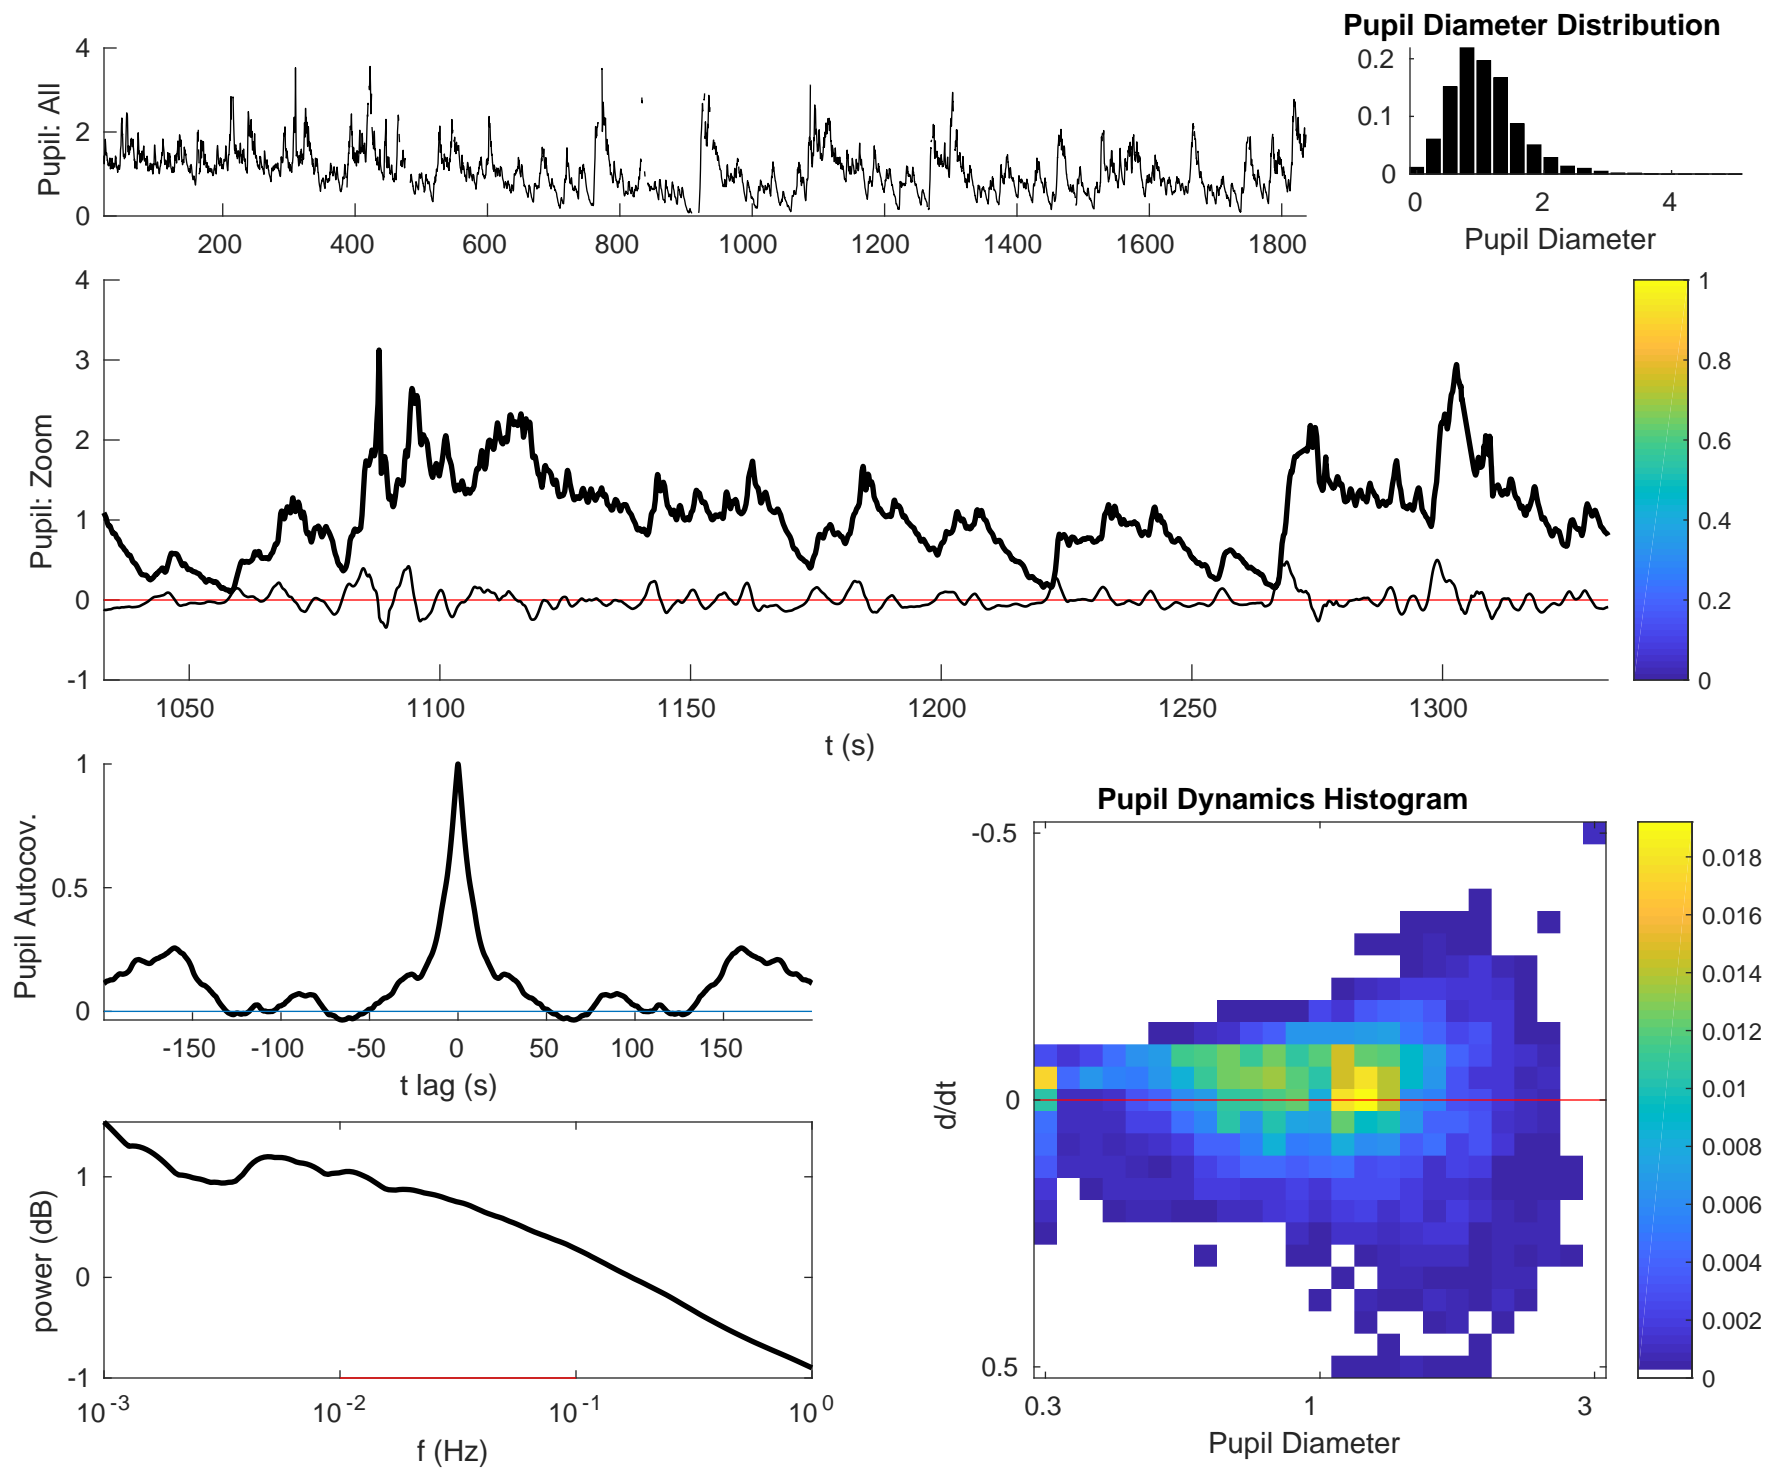 Pupil Diameter Distribution
4
2
0
Pupil: All
200 400 600 800 1000 1200 1400 1600 1800
0.2
0.1
0
0 2 4
Pupil Diameter
4
3
2
1
0
-1
Pupil: Zoom
1050 1100 1150 1200 1250 1300
t (s)
1
0.8
0.6
0.4
0.2
0
1
0.5
0
Pupil Autocov.
-150 -100 -50 0 50 100 150
t lag (s)
1
0
-1
power (dB)
10-3 10-2 10-1 100
f (Hz)
Pupil Dynamics Histogram
-0.5
0
0.5
d/dt
0.3 1 3
Pupil Diameter
0.018
0.016
0.014
0.012
0.01
0.008
0.006
0.004
0.002
0